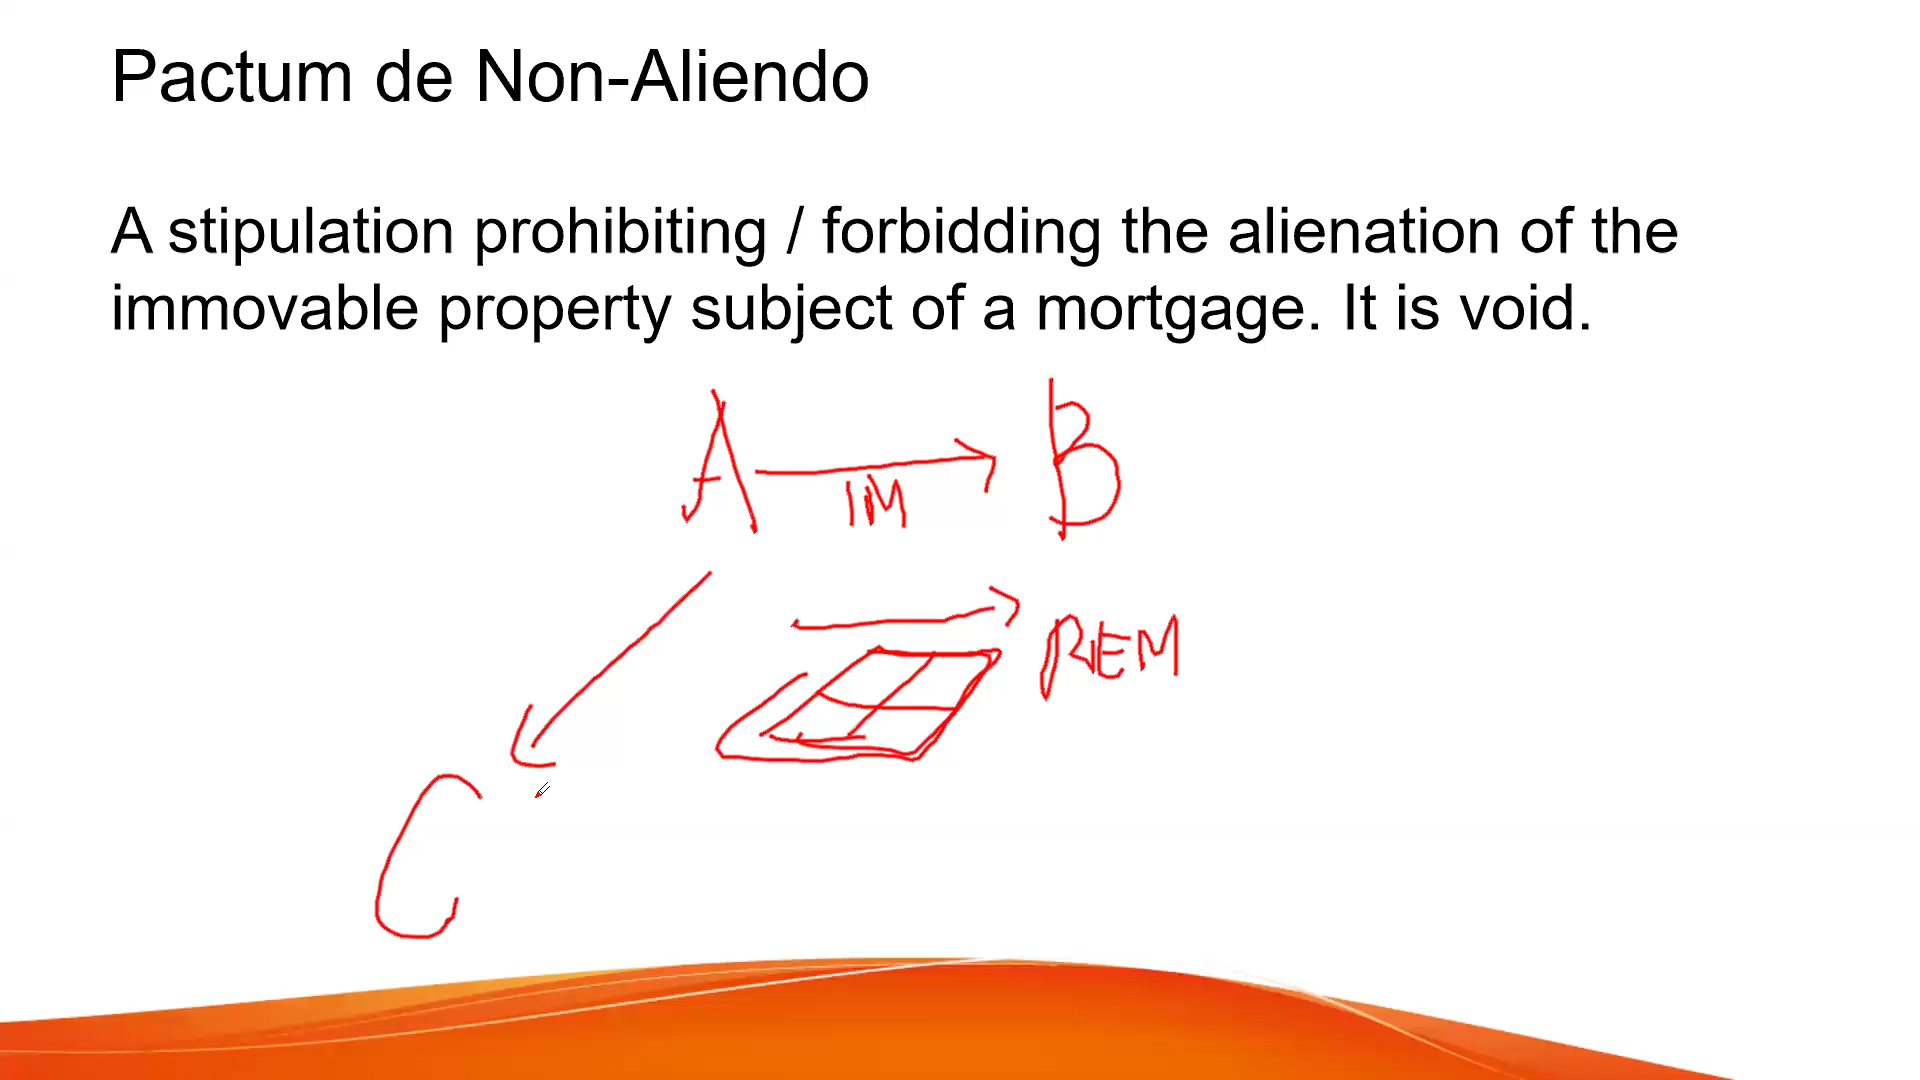 Pactum de Non-Aliendo
A stipulation prohibiting / forbidding the alienation of the
immovable property subject of a mortgage. It is void.
A B
1M
REM
C